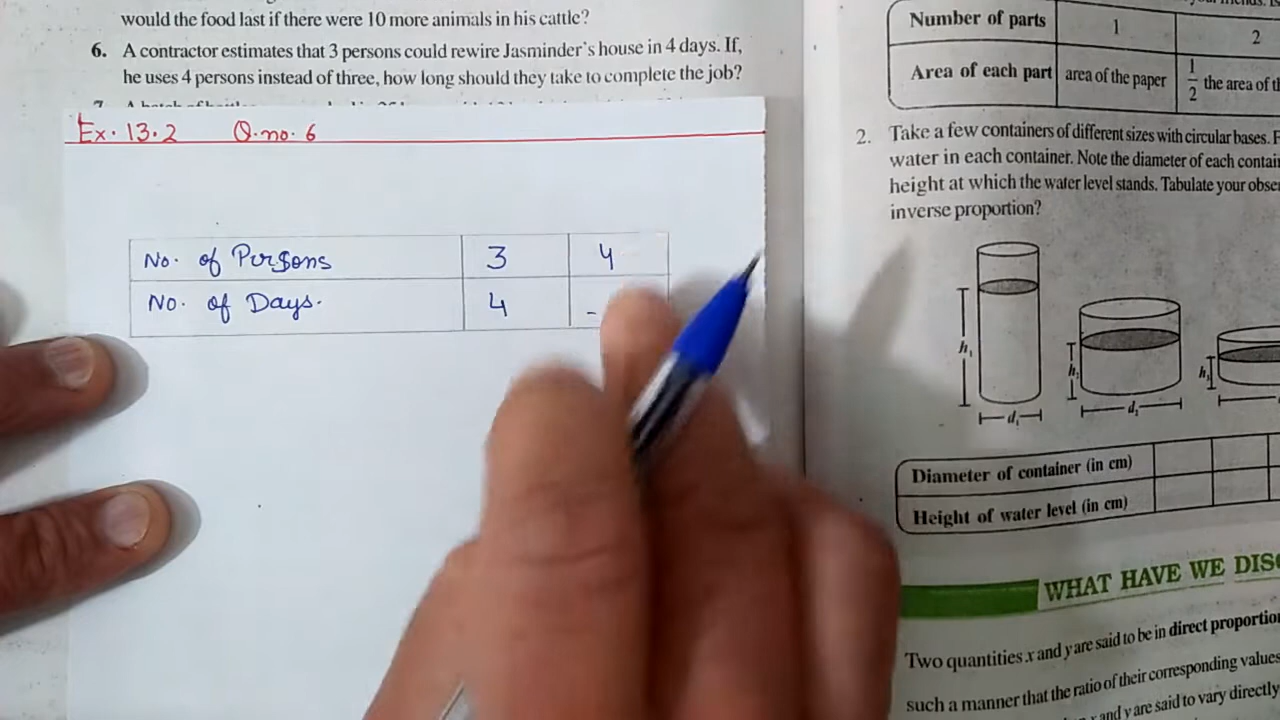 would the food last if there were 10 more animals in his cattle?
6. A contractor estimates that 3 persons could rewire Jasminder's house in 4 days. If,
he uses 4 persons instead of three, how long should they take to complete the job?
Ex. 13.2 Q.no. 6
No. of Persons 3 4
No. of Days. 4 -
Number of parts 1 2
Area of each part area of the paper 1/2 the area of
2. Take a few containers of different sizes with circular bases.
water in each container. Note the diameter of each
height at which the water level stands. Tabulate your
inverse proportion?
h₁ h₂ h₃
d₁ d₂
Diameter of container (in cm)
Height of water level (in cm)
WHAT HAVE WE
Two quantities x and y are said to be in direct
such a manner that the ratio of their corresponding values
and y are said to vary directly